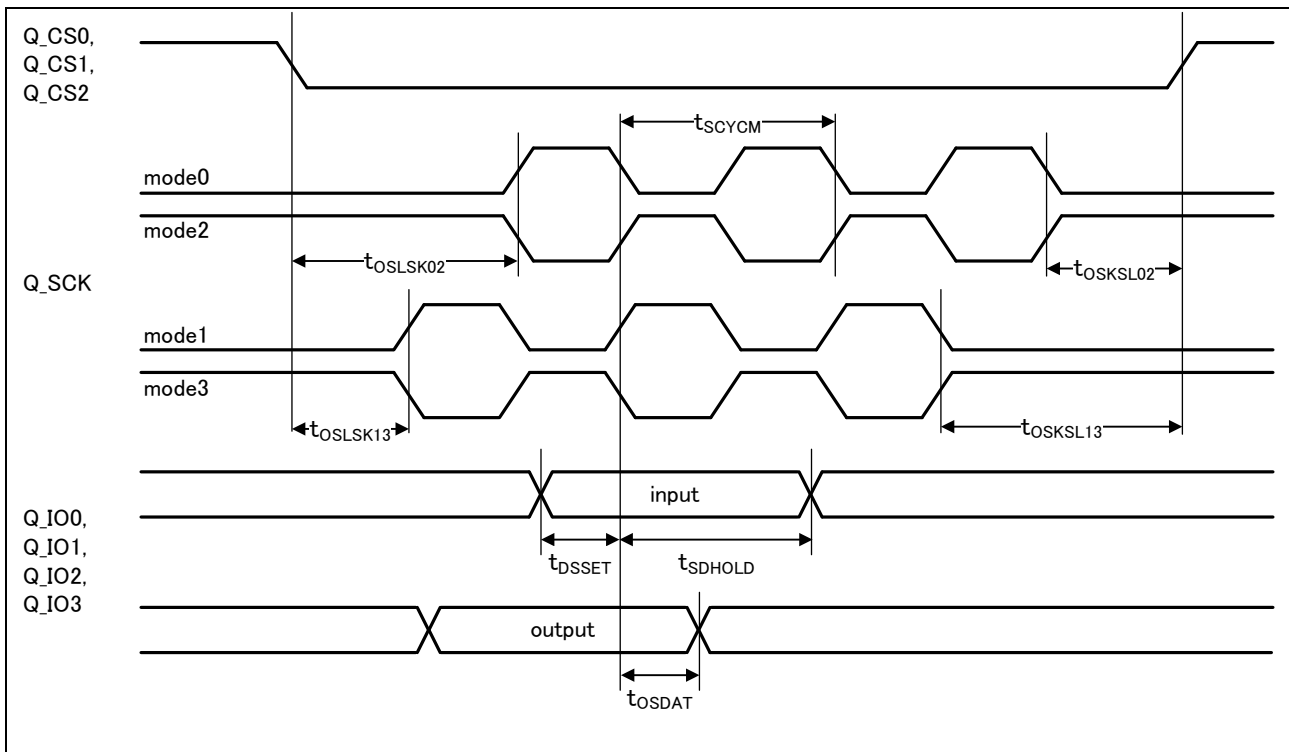 Q_CS0,
Q_CS1,
Q_CS2
tSCYCM
mode0
mode2
tOSLSK02
tOSKSL02
Q_SCK
mode1
mode3
tOSLSK13
tOSKSL13
input
Q_IO0,
Q_IO1,
Q_IO2,
Q_IO3
tDSSET
tSDHOLD
output
tOSDAT